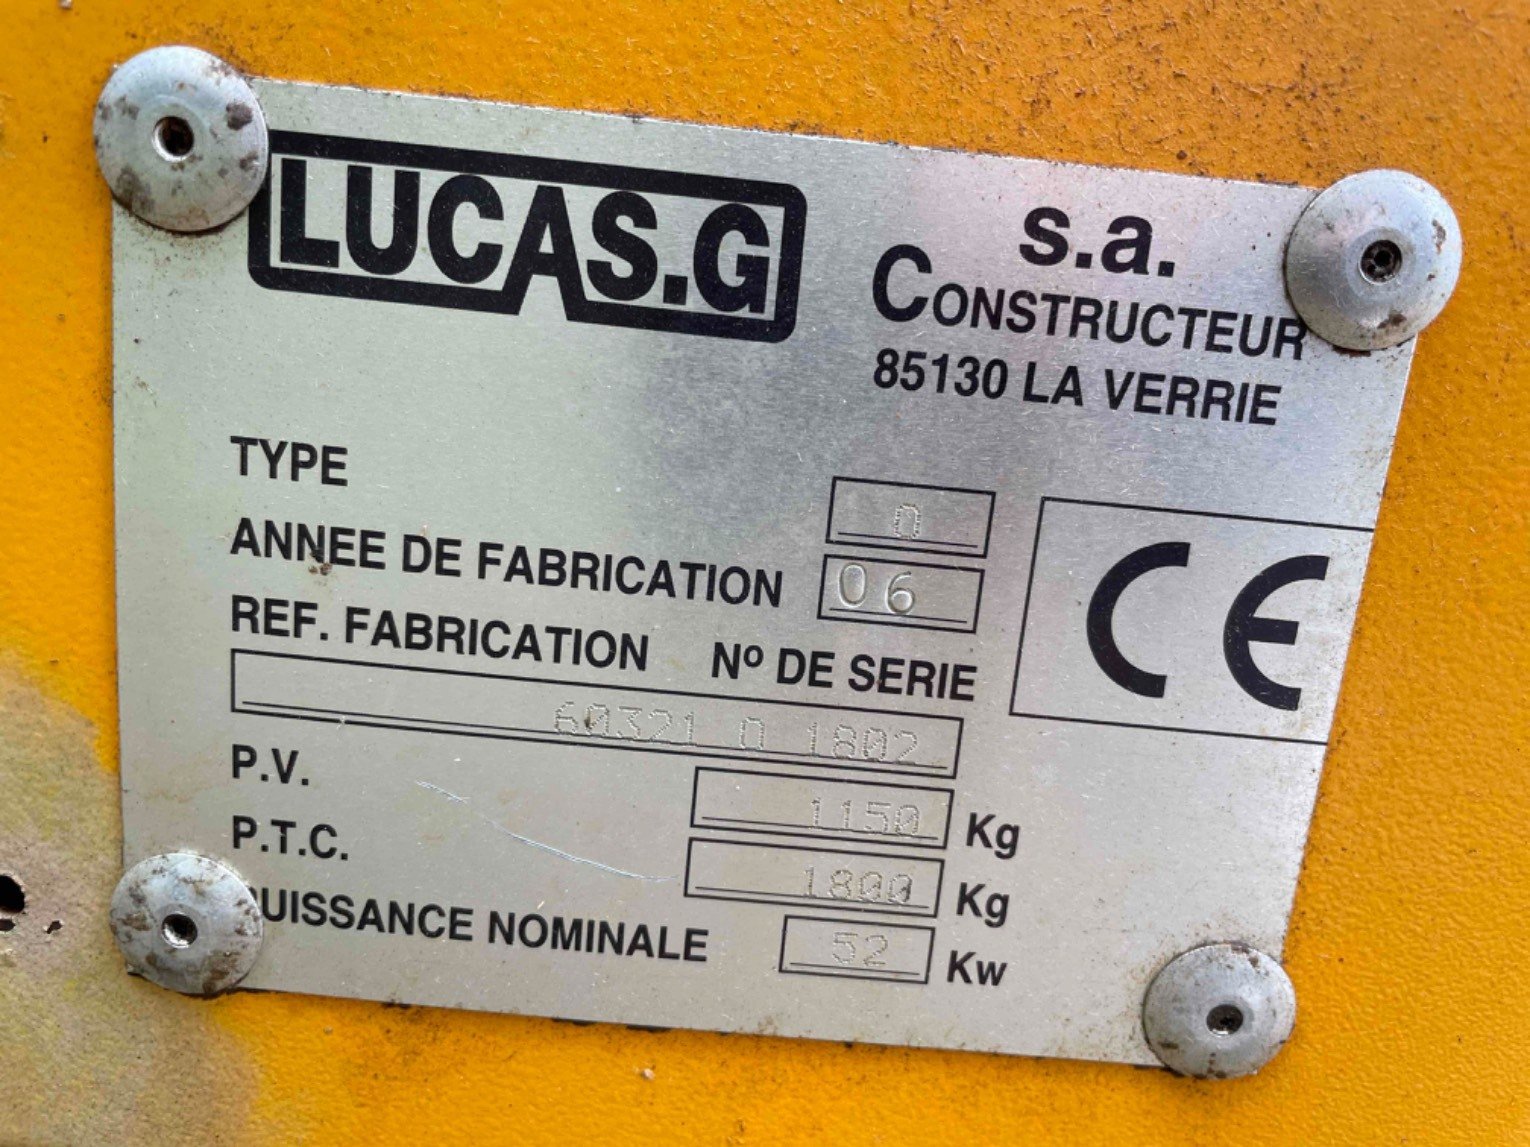 LUCAS.G
s.a.
CONSTRUCTEUR
85130 LA VERRIE
TYPE 0
ANNEE DE FABRICATION 06
REF. FABRICATION Nº DE SERIE
60321 0 1802
P.V. 1150 Kg
P.T.C. 1800 Kg
PUISSANCE NOMINALE 52 Kw
CE